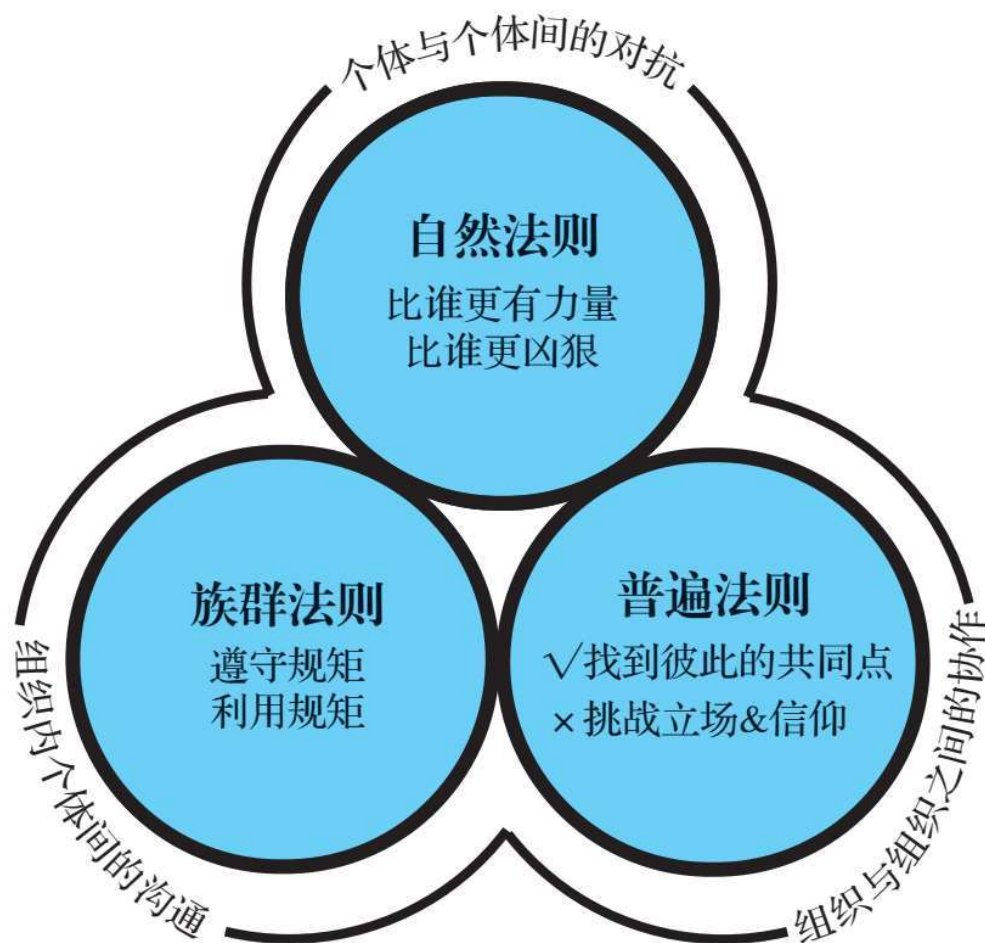 个体与个体间的对抗
自然法则
比谁更有力量
比谁更凶狠
族群法则
遵守规矩
利用规矩
组织内个体间的沟通
普遍法则
√找到彼此的共同点
×挑战立场&信仰
组织与组织之间的协作